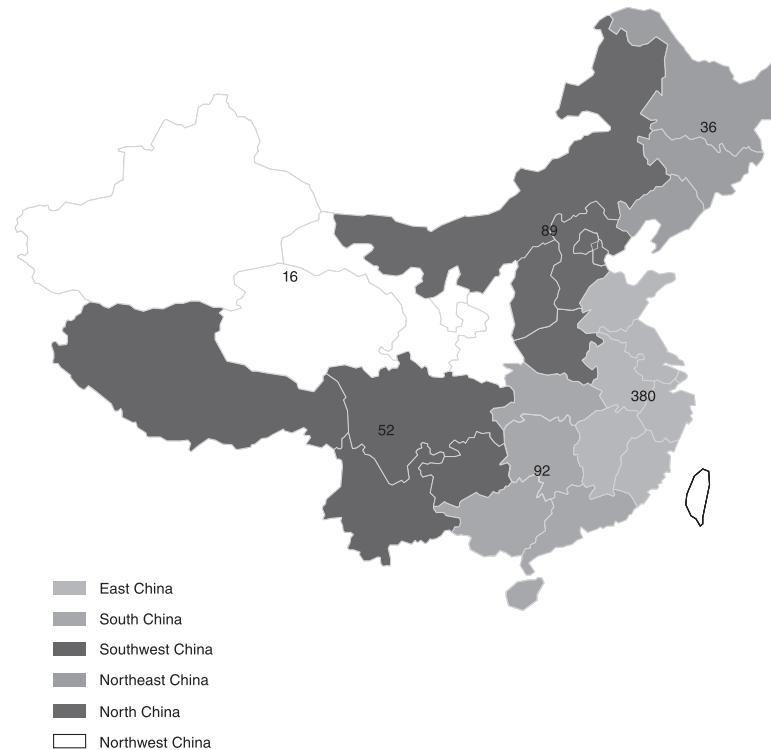 36
89
16
380
52
92
East China
South China
Southwest China
Northeast China
North China
Northwest China